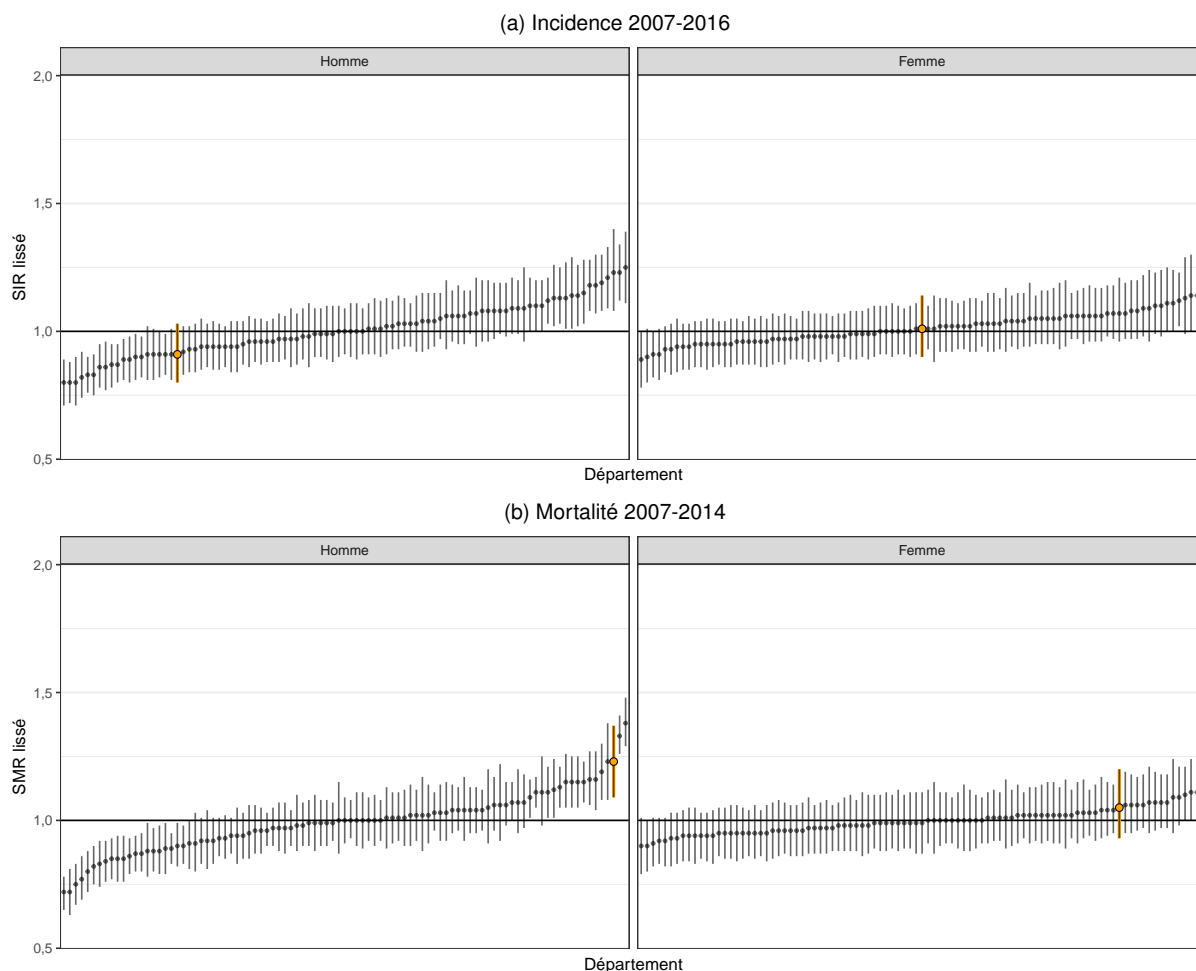 (a) Incidence 2007-2016
Homme
Femme
2,0
1,5
1,0
0,5
SIR lissé
Département
(b) Mortalité 2007-2014
Homme
Femme
2,0
1,5
1,0
0,5
SMR lissé
Département